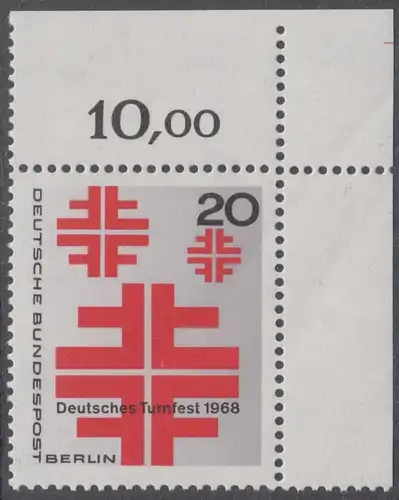 10,00
20
DEUTSCHE BUNDESPOST
BERLIN
Deutsches Turnfest 1968